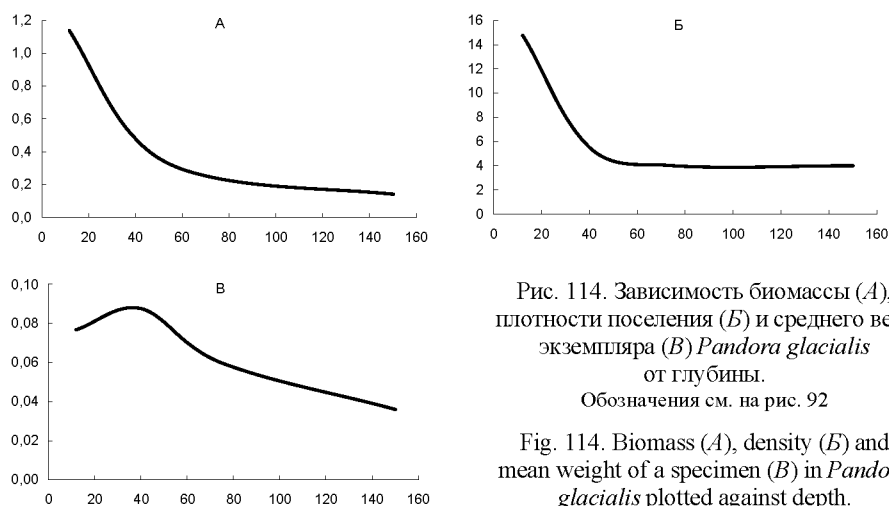 А
1,2
1,0
0,8
0,6
0,4
0,2
0,0
0 20 40 60 80 100 120 140 160
Б
16
14
12
10
8
6
4
2
0
0 20 40 60 80 100 120 140 160
В
0,10
0,08
0,06
0,04
0,02
0,00
0 20 40 60 80 100 120 140 160
Рис. 114. Зависимость биомассы (А),
плотности поселения (Б) и среднего ве
экземпляра (В) Pandora glacialis
от глубины.
Обозначения см. на рис. 92
Fig. 114. Biomass (A), density (Б) and
mean weight of a specimen (B) in Pando
glacialis plotted against depth.